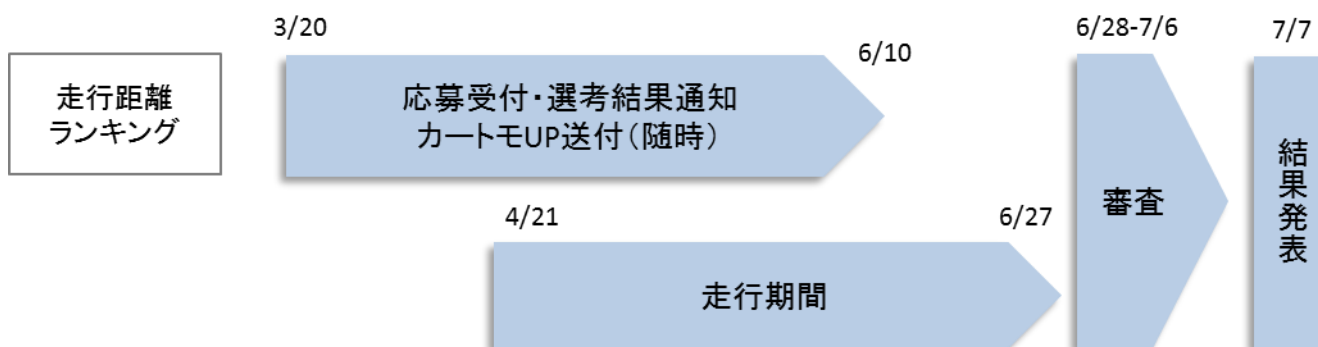 走行距離
ランキング
3/20
6/10
応募受付・選考結果通知
カートモUP送付（随時）
4/21
6/27
走行期間
6/28-7/6
審査
7/7
結果発表